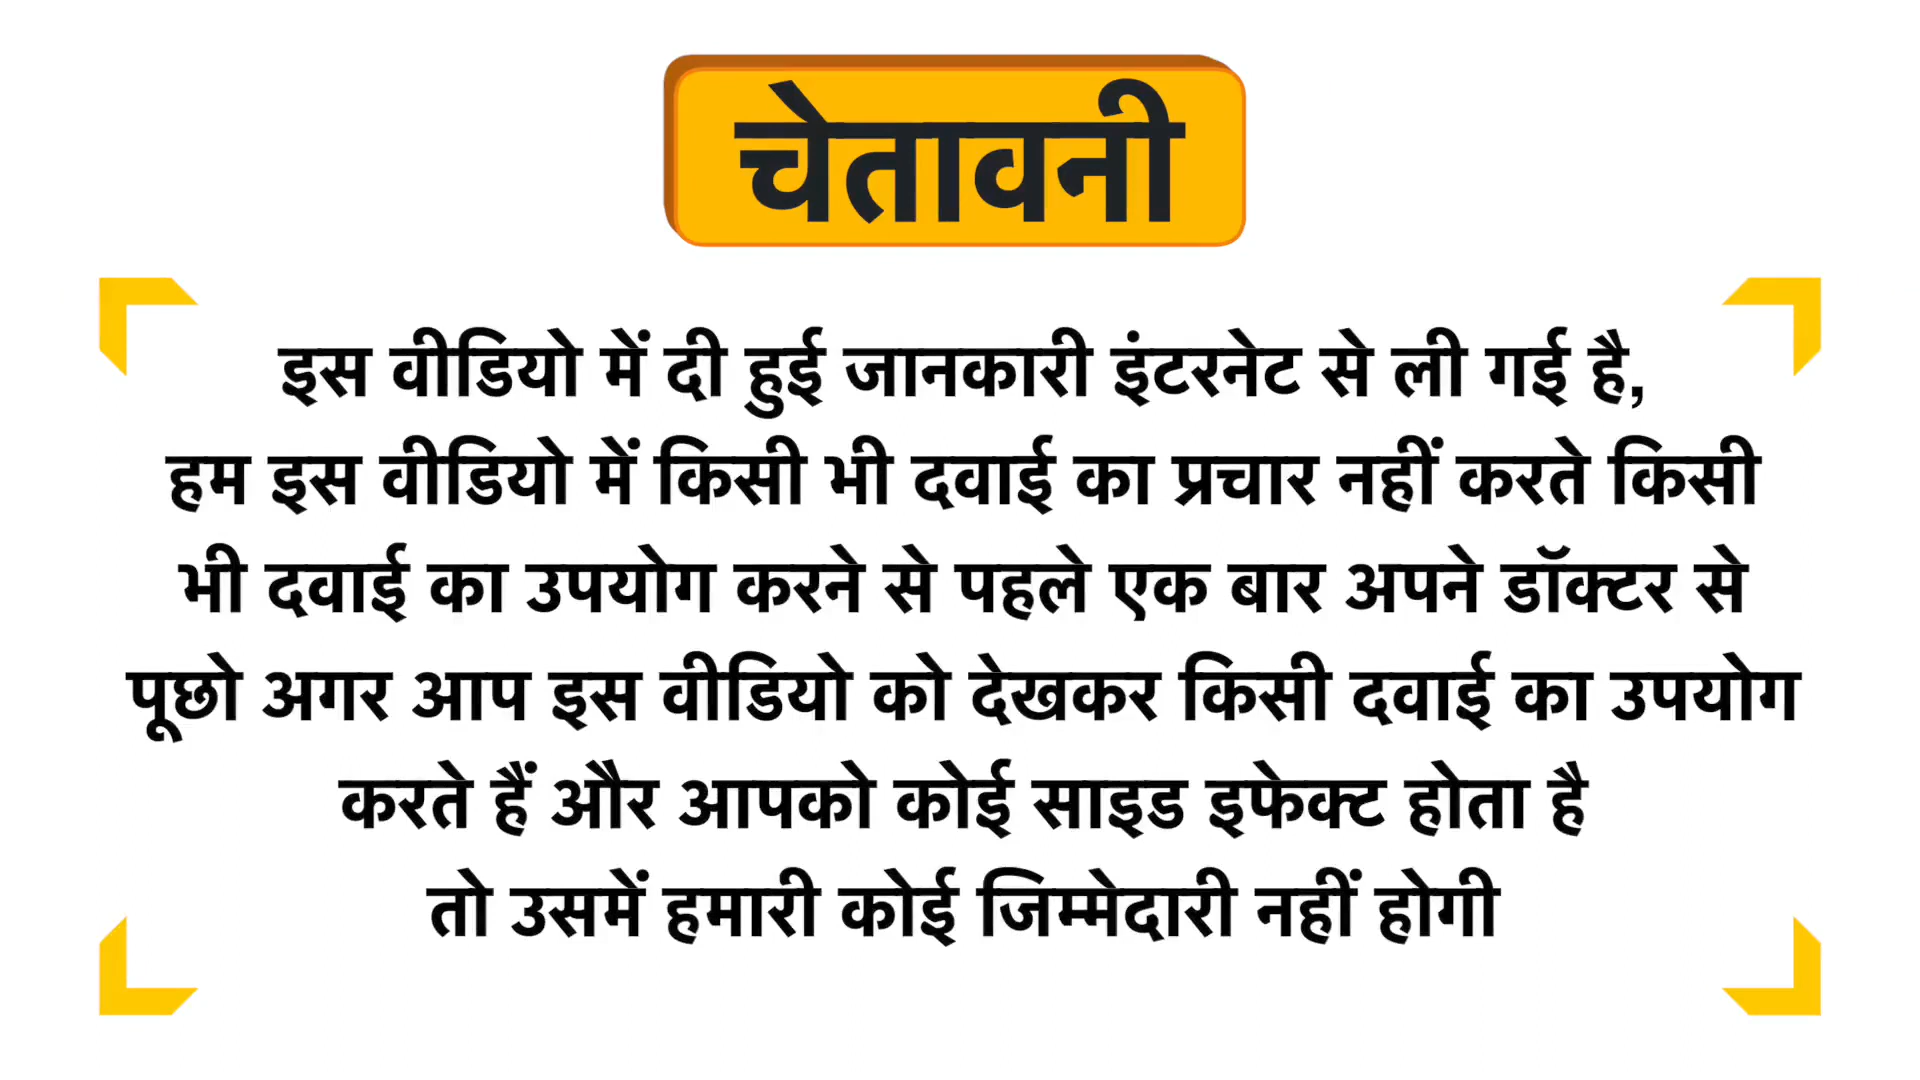 चेतावनी
इस वीडियो में दी हुई जानकारी इंटरनेट से ली गई है,
हम इस वीडियो में किसी भी दवाई का प्रचार नहीं करते किसी
भी दवाई का उपयोग करने से पहले एक बार अपने डॉक्टर से
पूछो अगर आप इस वीडियो को देखकर किसी दवाई का उपयोग
करते हैं और आपको कोई साइड इफेक्ट होता है
तो उसमें हमारी कोई जिम्मेदारी नहीं होगी